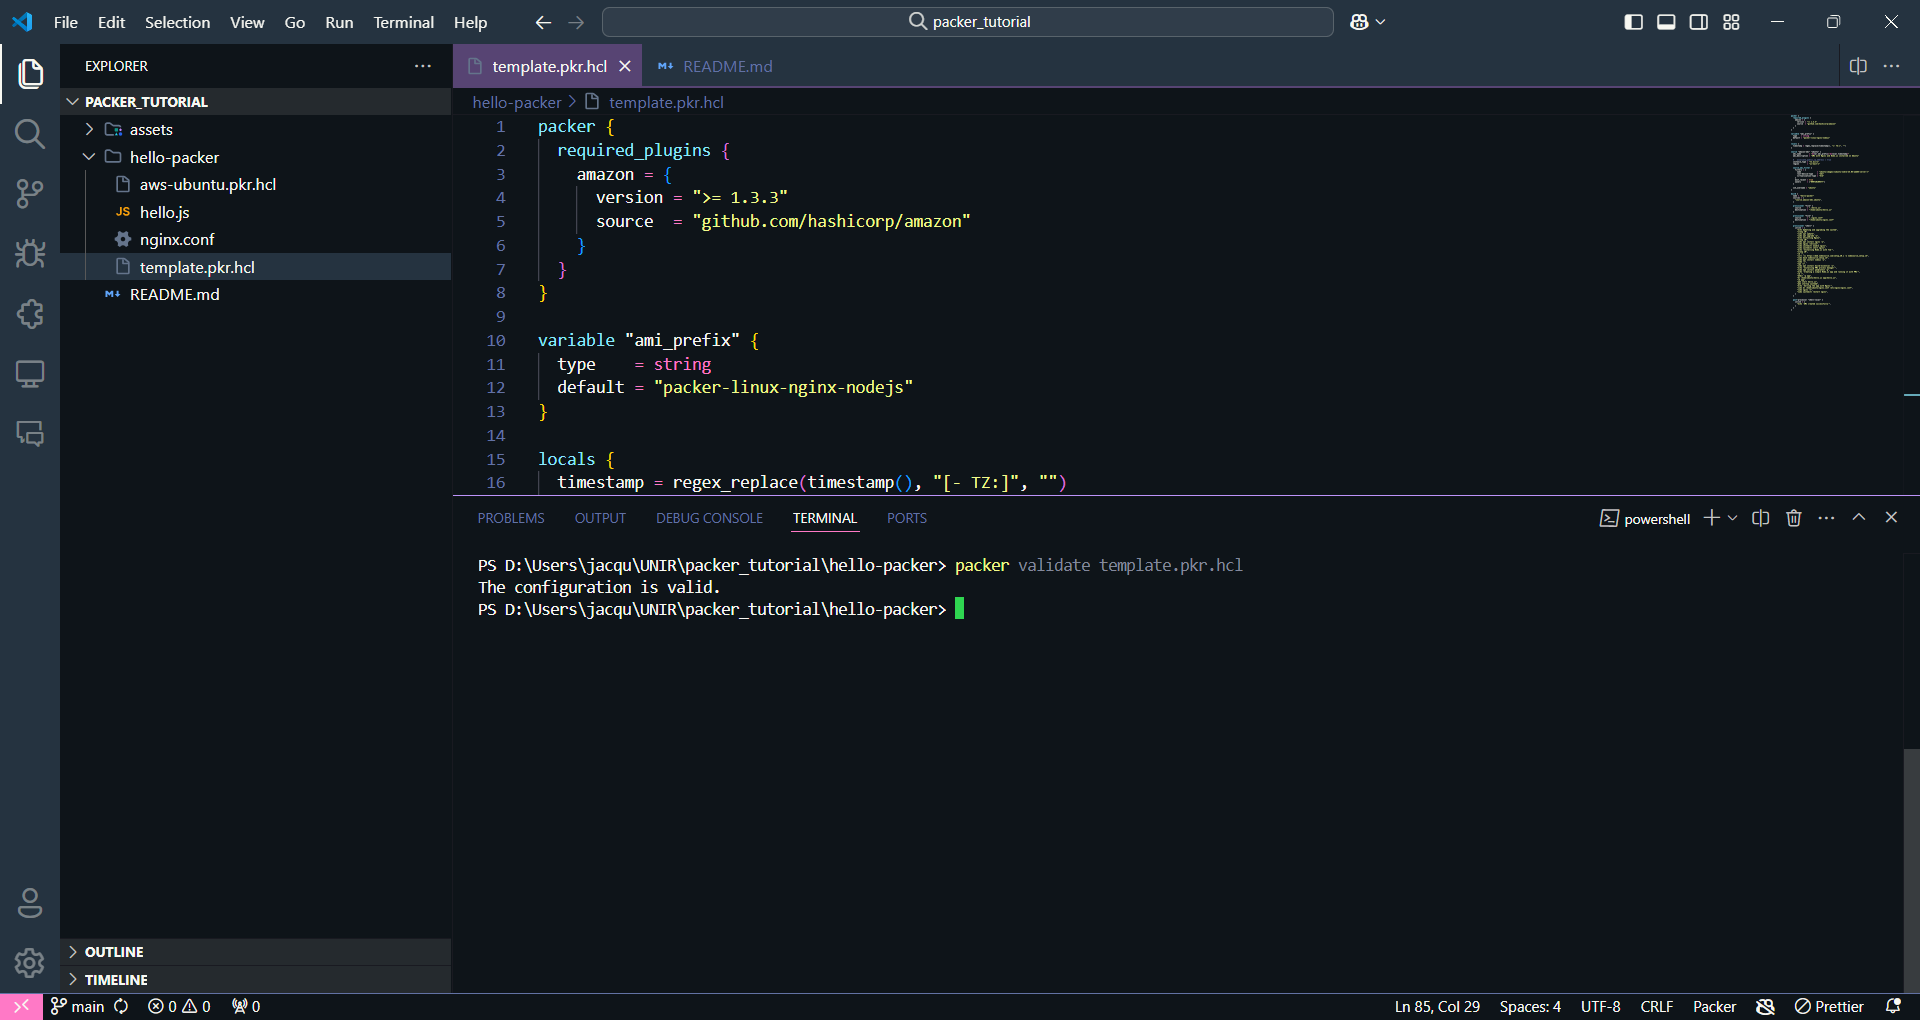 File Edit Selection View Go Run Terminal Help packer_tutorial
EXPLORER
PACKER_TUTORIAL
assets
hello-packer
aws-ubuntu.pkr.hcl
JS hello.js
nginx.conf
template.pkr.hcl
README.md
OUTLINE
TIMELINE
template.pkr.hcl README.md
hello-packer > template.pkr.hcl
1 packer {
2 required_plugins {
3 amazon = {
4 version = ">= 1.3.3"
5 source = "github.com/hashicorp/amazon"
6 }
7 }
8 }
9
10 variable "ami_prefix" {
11 type = string
12 default = "packer-linux-nginx-nodejs"
13 }
14
15 locals {
16 timestamp = regex_replace(timestamp(), "[- TZ:]", "")
PROBLEMS OUTPUT DEBUG CONSOLE TERMINAL PORTS
powershell
PS D:\Users\jacqu\UNIR\packer_tutorial\hello-packer> packer validate template.pkr.hcl
The configuration is valid.
PS D:\Users\jacqu\UNIR\packer_tutorial\hello-packer>
main 0 0 0 Ln 85, Col 29 Spaces: 4 UTF-8 CRLF Packer Prettier